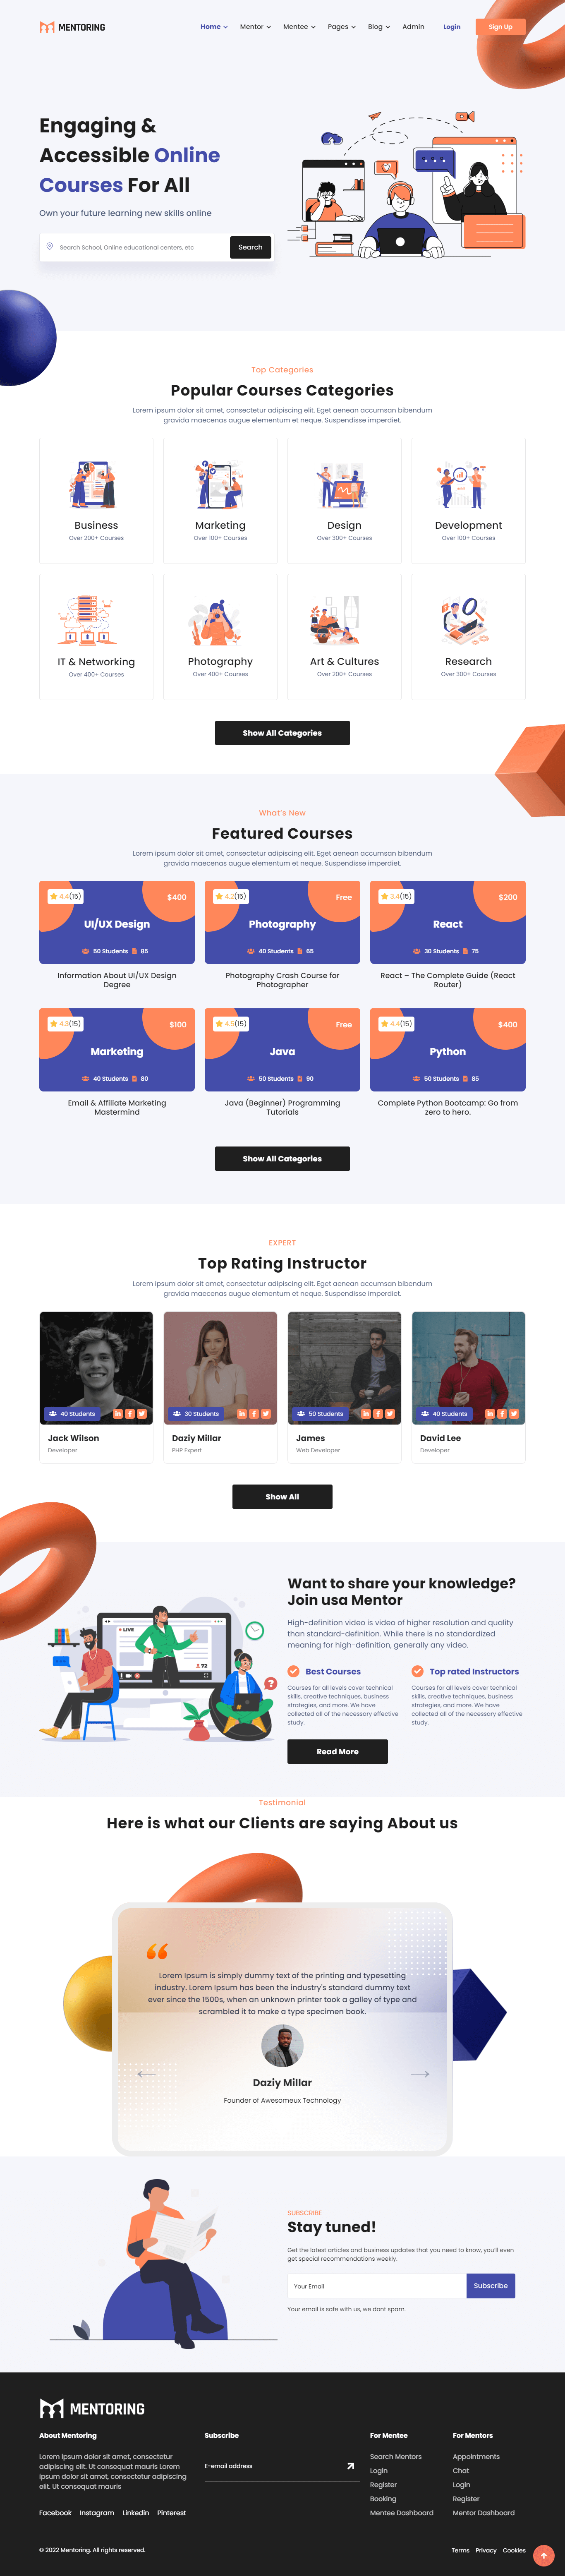 MENTORING
Home Mentor Mentee Pages Blog Admin Login Sign Up
Engaging &
Accessible Online
Courses For All
Own your future learning new skills online
Search School, Online educational centers, etc
Search
Top Categories
Popular Courses Categories
Lorem ipsum dolor sit amet, consectetur adipiscing elit. Eget aenean accumsan bibendum
gravida maecenas augue elementum et neque. Suspendisse imperdiet.
Business
Over 200+ Courses
Marketing
Over 100+ Courses
Design
Over 300+ Courses
Development
Over 100+ Courses
IT & Networking
Over 400+ Courses
Photography
Over 400+ Courses
Art & Cultures
Over 200+ Courses
Research
Over 300+ Courses
Show All Categories
What's New
Featured Courses
Lorem ipsum dolor sit amet, consectetur adipiscing elit. Eget aenean accumsan bibendum
gravida maecenas augue elementum et neque. Suspendisse imperdiet.
4.4(15)
$400
UI/UX Design
50 Students 85
Information About UI/UX Design
Degree
4.2(15)
Free
Photography
40 Students 65
Photography Crash Course for
Photographer
3.4(15)
$200
React
30 Students 75
React – The Complete Guide (React
Router)
4.3(15)
$100
Marketing
40 Students 80
Email & Affiliate Marketing
Mastermind
4.5(15)
Free
Java
50 Students 90
Java (Beginner) Programming
Tutorials
4.4(15)
$400
Python
50 Students 85
Complete Python Bootcamp: Go from
zero to hero.
Show All Categories
EXPERT
Top Rating Instructor
Lorem ipsum dolor sit amet, consectetur adipiscing elit. Eget aenean accumsan bibendum
gravida maecenas augue elementum et neque. Suspendisse imperdiet.
40 Students
Jack Wilson
Developer
30 Students
Daziy Millar
PHP Expert
50 Students
James
Web Developer
40 Students
David Lee
Developer
Show All
LIVE
72
Want to share your knowledge?
Join usa Mentor
High-definition video is video of higher resolution and quality
than standard-definition. While there is no standardized
meaning for high-definition, generally any video.
Best Courses
Courses for all levels cover technical
skills, creative techniques, business
strategies, and more. We have
collected all of the necessary effective
study.
Top rated Instructors
Courses for all levels cover technical
skills, creative techniques, business
strategies, and more. We have
collected all of the necessary effective
study.
Read More
Testimonial
Here is what our Clients are saying About us
Lorem Ipsum is simply dummy text of the printing and typesetting
industry. Lorem Ipsum has been the industry's standard dummy text
ever since the 1500s, when an unknown printer took a galley of type and
scrambled it to make a type specimen book.
Daziy Millar
Founder of Awesomeux Technology
SUBSCRIBE
Stay tuned!
Get the latest articles and business updates that you need to know, you'll even
get special recommendations weekly.
Your Email
Subscribe
Your email is safe with us, we dont spam.
MENTORING
About Mentoring
Lorem ipsum dolor sit amet, consectetur
adipiscing elit. Ut consequat mauris Lorem
ipsum dolor sit amet, consectetur adipiscing
elit. Ut consequat mauris
Facebook Instagram Linkedin Pinterest
Subscribe
E-email address
For Mentee
Search Mentors
Login
Register
Booking
Mentee Dashboard
For Mentors
Appointments
Chat
Login
Register
Mentor Dashboard
© 2022 Mentoring. All rights reserved.
Terms Privacy Cookies